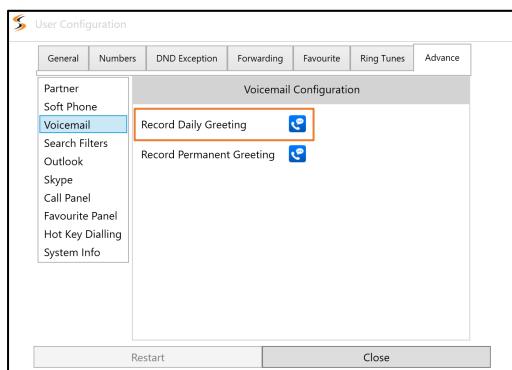 User Configuration
General Numbers DND Exception Forwarding Favourite Ring Tunes Advance
Partner
Soft Phone
Voicemail
Search Filters
Outlook
Skype
Call Panel
Favourite Panel
Hot Key Dialling
System Info
Voicemail Configuration
Record Daily Greeting
Record Permanent Greeting
Restart Close